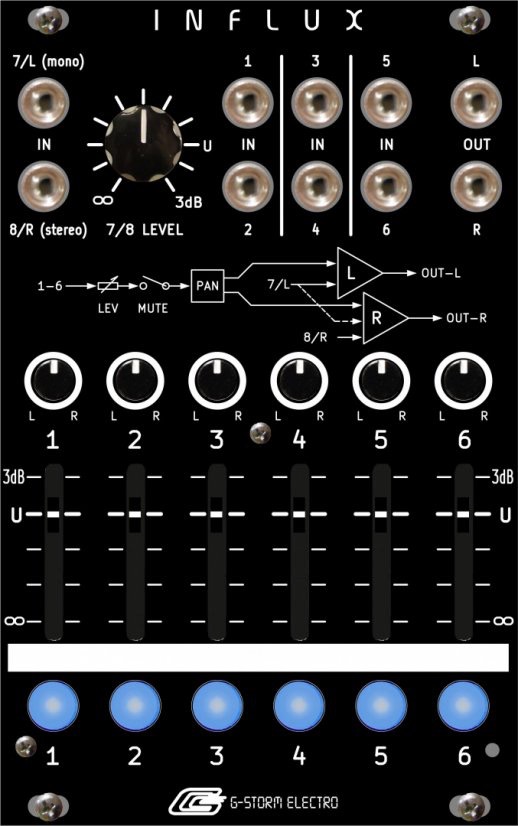 INFLUX
7/L (mono) 1 3 5 L
IN U IN IN IN OUT
∞ 3dB
8/R (stereo) 7/8 LEVEL 2 4 6 R
1-6 LEV MUTE PAN 7/L L OUT-L
8/R R OUT-R
L R L R L R L R L R L R
1 2 3 4 5 6
3dB 3dB
U U
∞ ∞
1 2 3 4 5 6
G-STORM ELECTRO